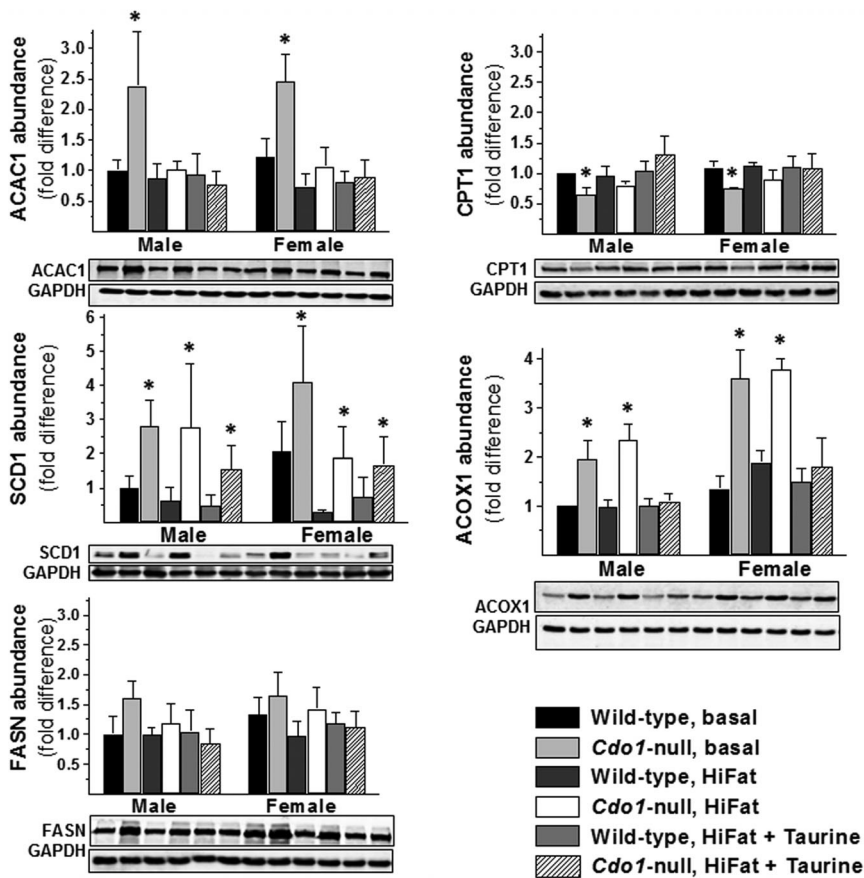 ACAC1 abundance
(fold difference)
3.0
2.5
2.0
1.5
1.0
0.5
*
*
Male
Female
ACAC1
GAPDH
SCD1 abundance
(fold difference)
6
5
4
3
2
1
*
*
*
*
*
*
Male
Female
SCD1
GAPDH
FASN abundance
(fold difference)
2.0
1.5
1.0
0.5
Male
Female
FASN
GAPDH
CPT1 abundance
(fold difference)
3.0
2.5
2.0
1.5
1.0
0.5
*
*
Male
Female
CPT1
GAPDH
ACOX1 abundance
(fold difference)
4
3
2
1
*
*
*
*
Male
Female
ACOX1
GAPDH
Wild-type, basal
Cdo1-null, basal
Wild-type, HiFat
Cdo1-null, HiFat
Wild-type, HiFat + Taurine
Cdo1-null, HiFat + Taurine